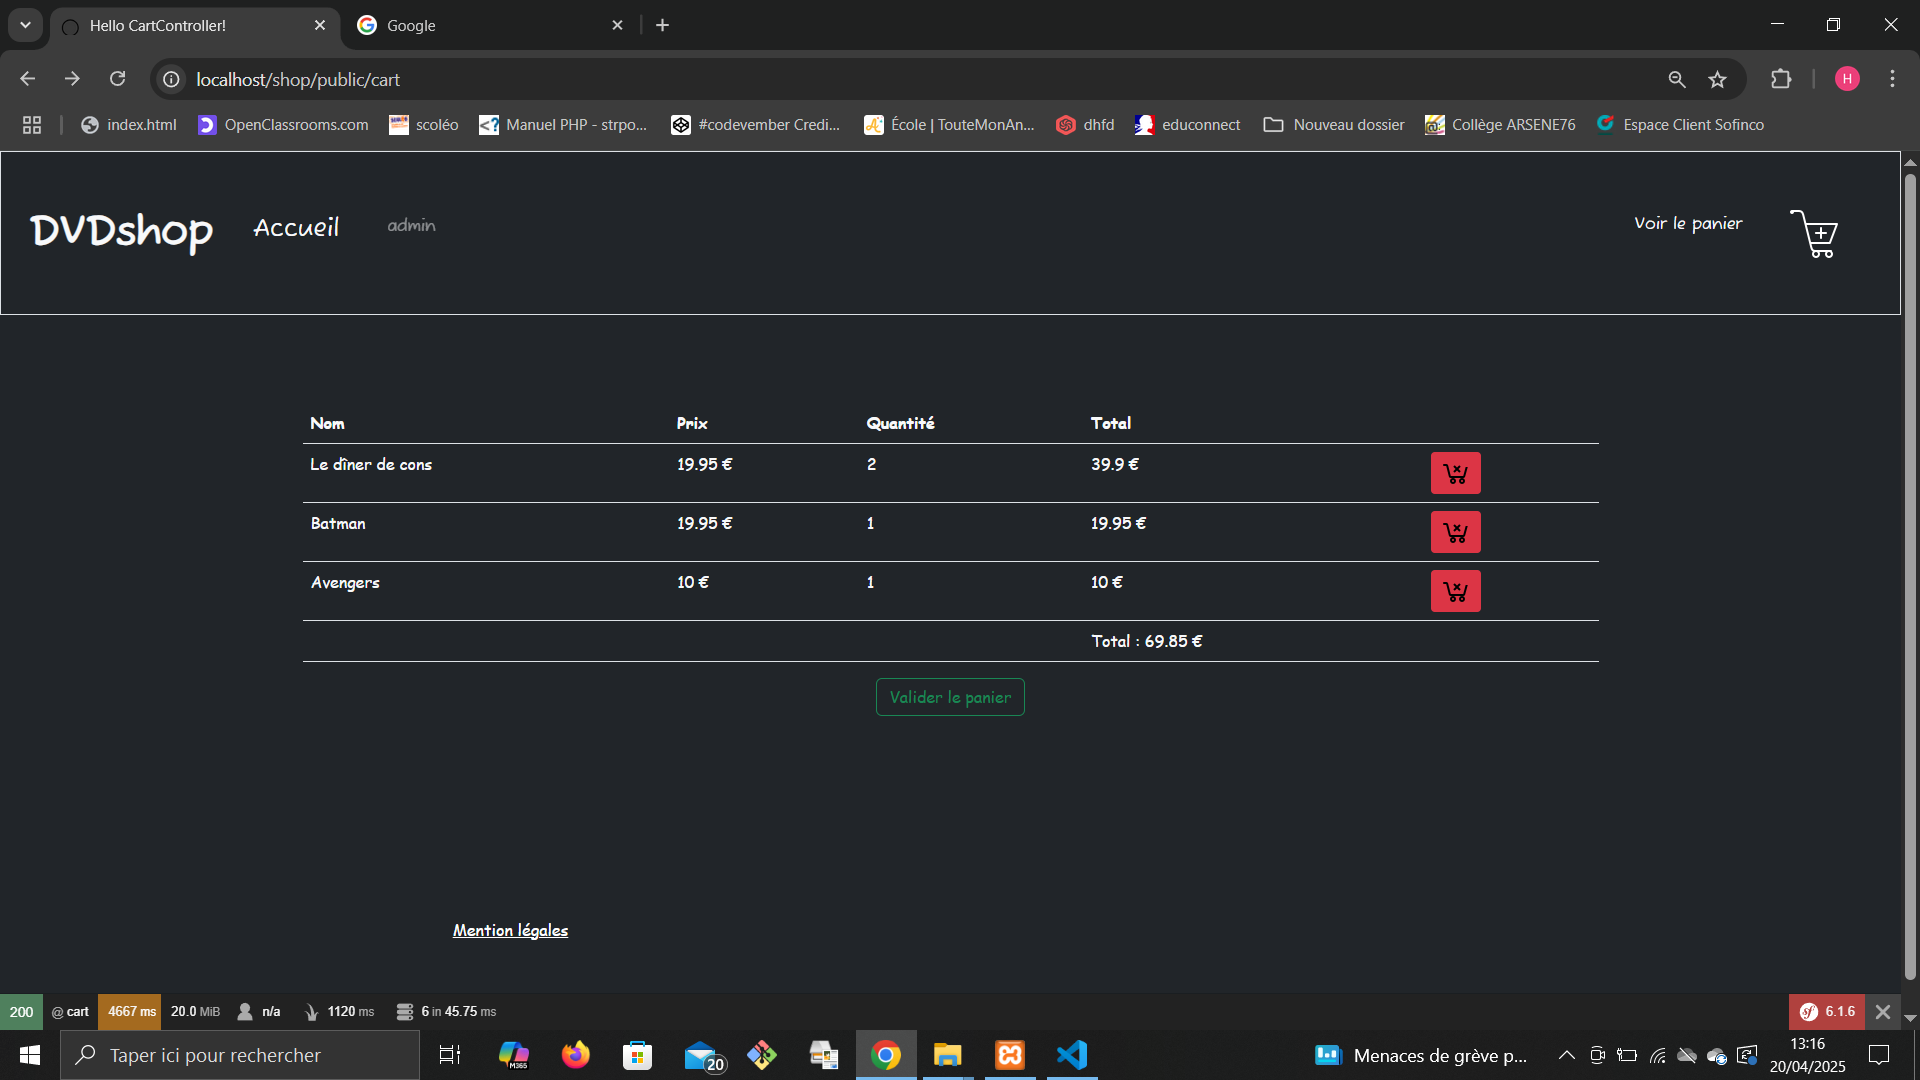 Hello CartController!
Google
localhost/shop/public/cart
H
index.html
OpenClassrooms.com
scoléo
Manuel PHP - strpo...
#codevember Credi...
École | TouteMonAn...
dhfd
educonnect
Nouveau dossier
Collège ARSENE76
Espace Client Sofinco
DVDshop Accueil admin Voir le panier
Nom Prix Quantité Total
Le dîner de cons 19.95 € 2 39.9 €
Batman 19.95 € 1 19.95 €
Avengers 10 € 1 10 €
Total : 69.85 €
Valider le panier
Mention légales
200 @ cart 4667 ms 20.0 MiB n/a 1120 ms 6 in 45.75 ms 6.1.6
Taper ici pour rechercher
M365
20
Menaces de grève p...
13:16
20/04/2025